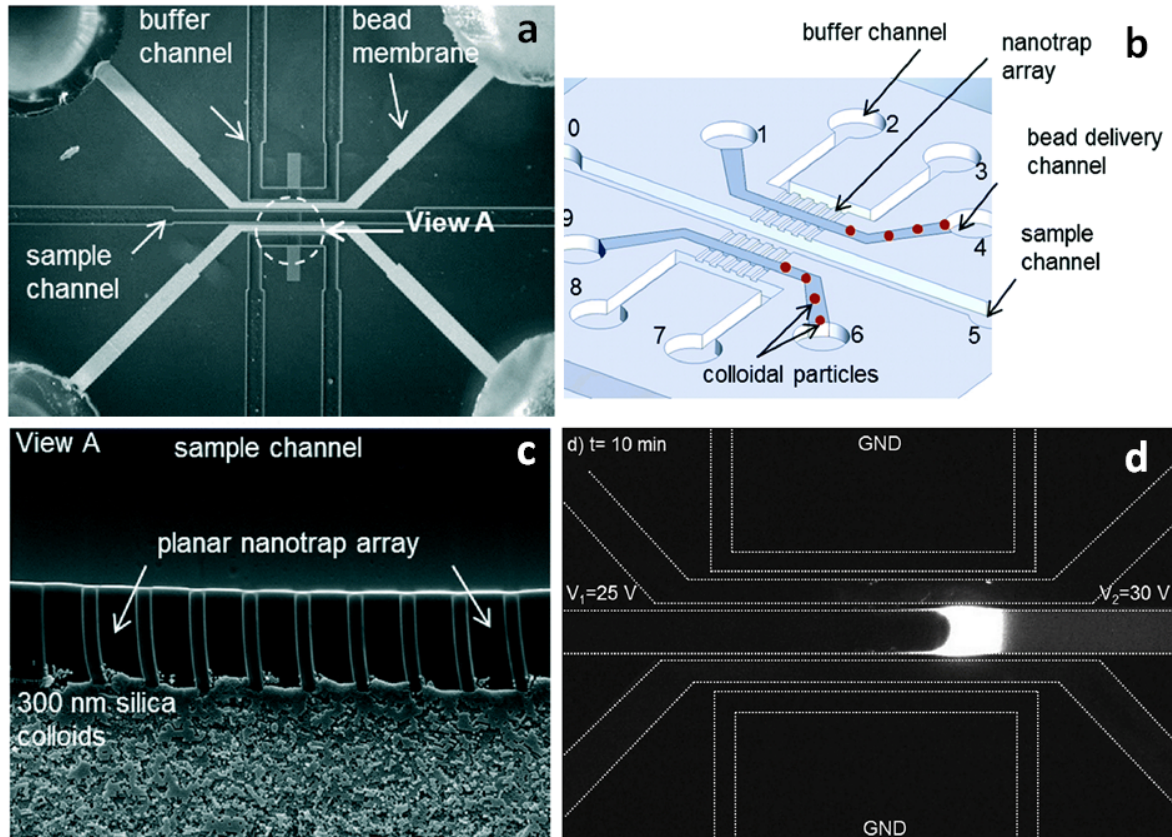 buffer
channel
bead
membrane
a
View A
sample
channel
buffer channel
nanotrap
array
b
bead delivery
channel
sample
channel
0
1
2
3
4
5
6
7
8
9
colloidal particles
View A
sample channel
c
planar nanotrap array
300 nm silica
colloids
d) t= 10 min
GND
d
V₁=25 V
V₂=30 V
GND